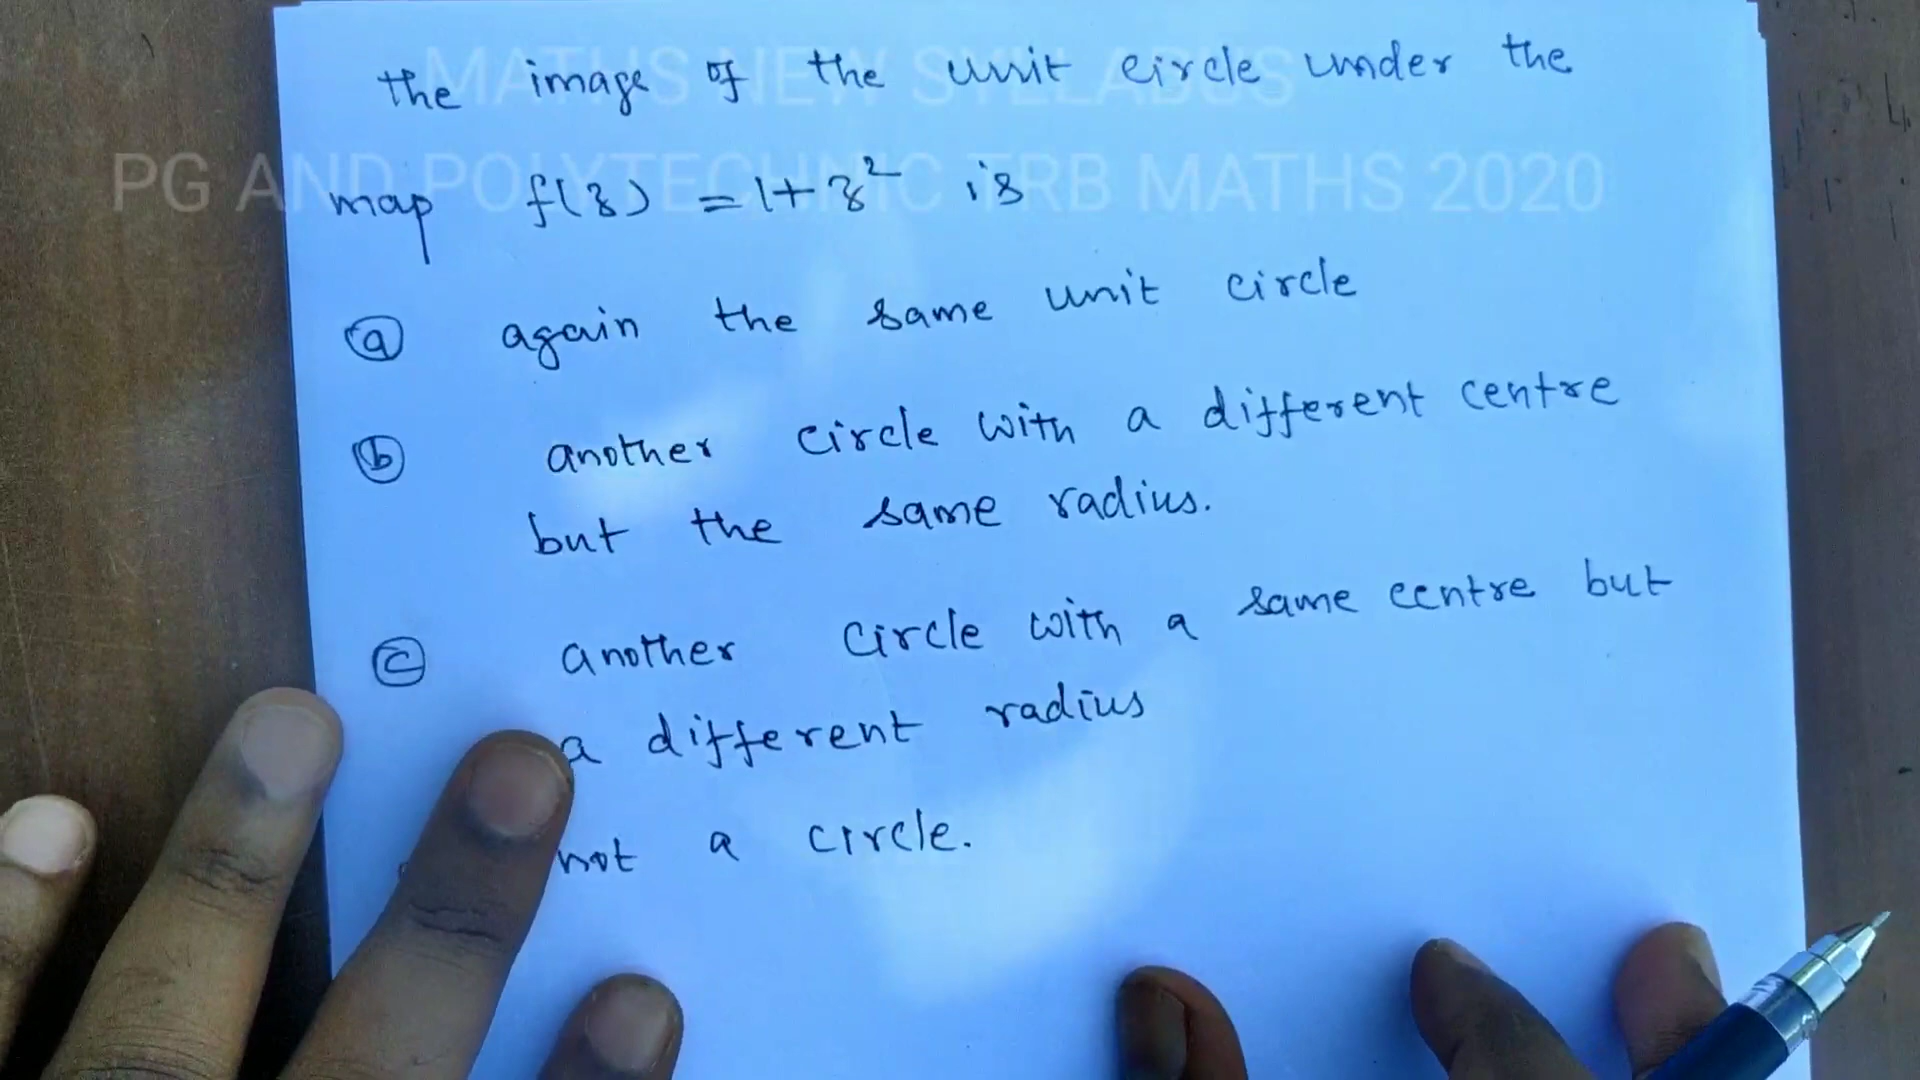 MATHS NEW SYLLABUS
PG AND POLYTECHNIC TRB MATHS 2020
the image of the unit circle under the
map f(z) = 1+z² is
ⓐ again the same unit circle
ⓑ another circle with a different centre
but the same radius.
ⓒ another circle with a same centre but
a different radius
not a circle.